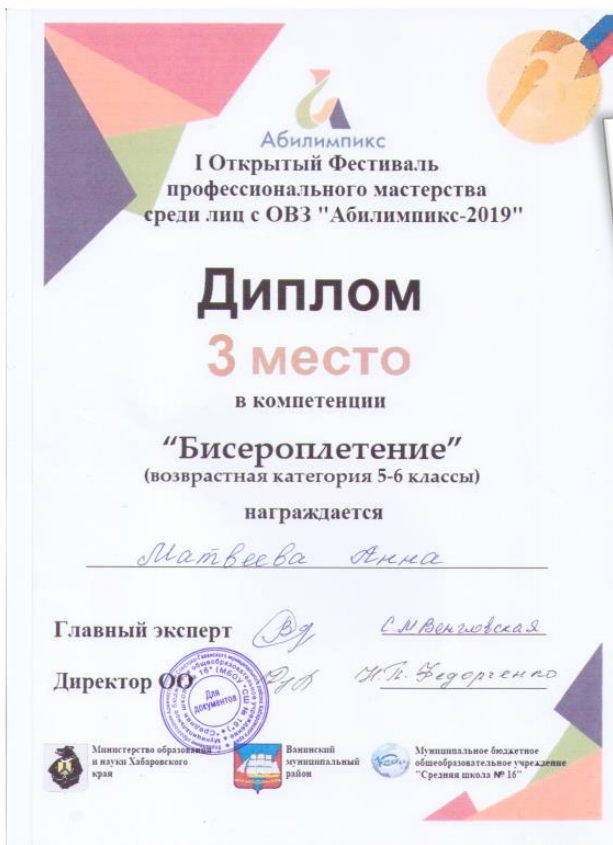 Абилимпикс
I Открытый Фестиваль
профессионального мастерства
среди лиц с ОВЗ "Абилимпикс-2019"
Диплом
3 место
в компетенции
“Бисероплетение”
(возврастная категория 5-6 классы)
награждается
Матвеева Анна
Главный эксперт С М Венгловская
Директор ОО Н.П. Федорченко
Для
документов
Министерство образования
и науки Хабаровского
края
Ванинский
муниципальный
район
Муниципальное бюджетное
общеобразовательное учреждение
"Средняя школа № 16"